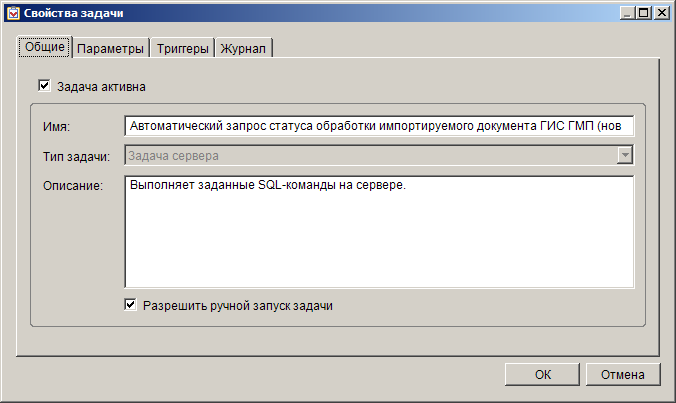 Свойства задачи
Общие Параметры Триггеры Журнал
Задача активна
Имя: Автоматический запрос статуса обработки импортируемого документа ГИС ГМП (нов
Тип задачи: Задача сервера
Описание: Выполняет заданные SQL-команды на сервере.
Разрешить ручной запуск задачи
ОК Отмена